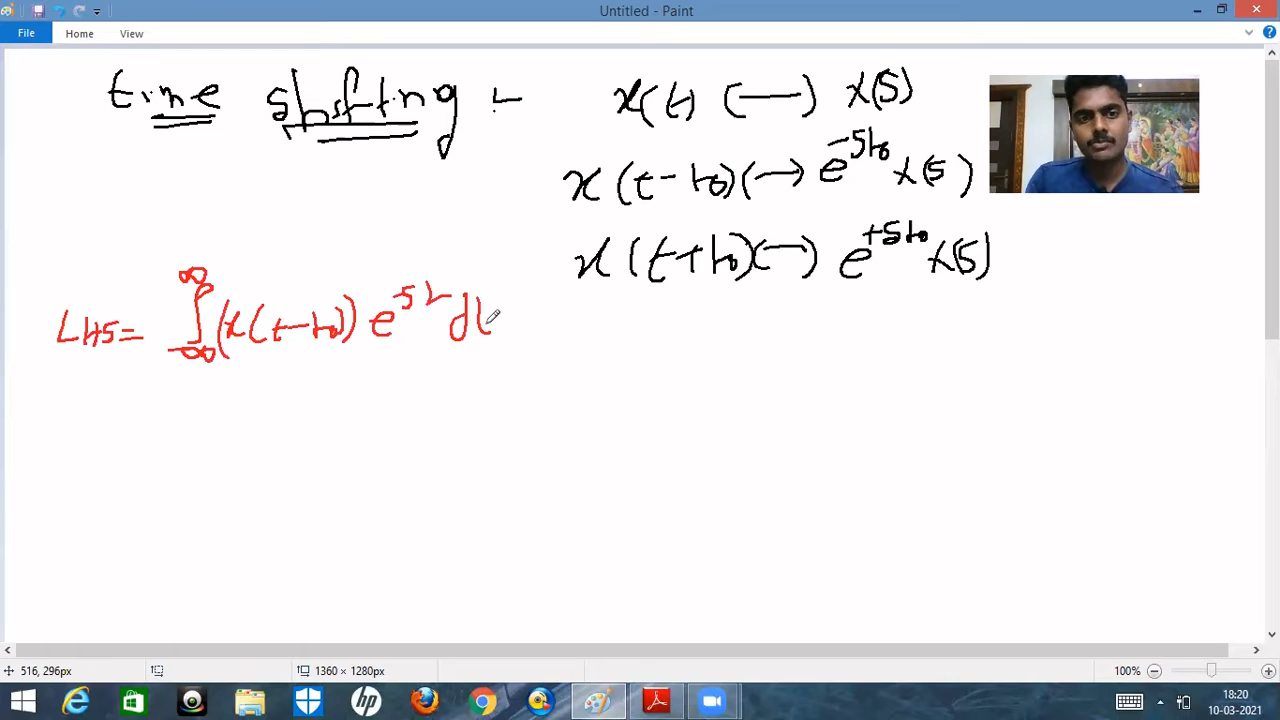 Untitled - Paint
File Home View
time shifting :-
x(t) ⟷ X(s)
x(t-t₀) ⟷ e^-st₀ X(s)
x(t+t₀) ⟷ e^+st₀ X(s)
LHS = ∫_-∞^∞ (x(t-t₀) e^-st dt
516, 296px 1360 × 1280px 100%
18:20
10-03-2021